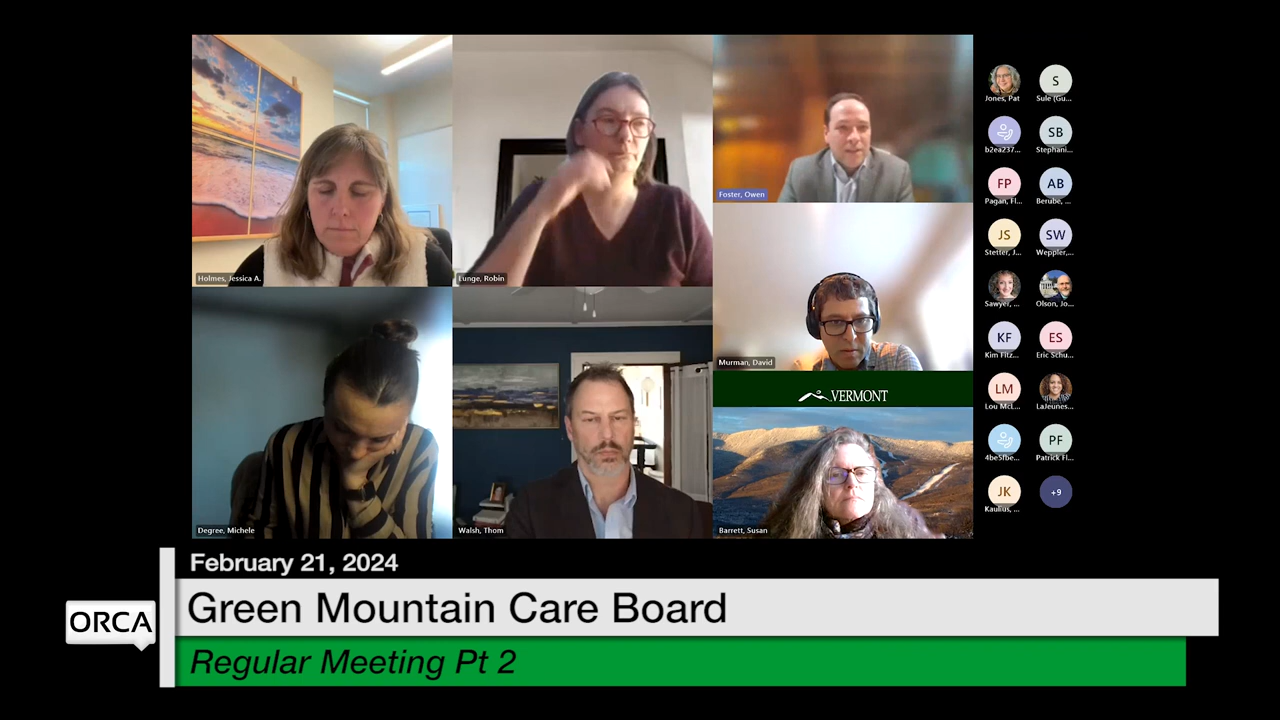 Holmes, Jessica A.
Lunge, Robin
Foster, Owen
Murman, David
Degree, Michele
Walsh, Thom
VERMONT
Barrett, Susan
Jones, Pat
S
Sule (Gu...
b2ea237...
SB
Stephani...
FP
Pagan, Fl...
AB
Berube, ...
JS
Stetter, J...
SW
Weppler,...
Sawyer, ...
Olson, Jo...
KF
Kim Fitz...
ES
Eric Schu...
LM
Lou McL...
LaJeunes...
4be5fbe...
PF
Patrick Fl...
JK
Kaulius, ...
+9
February 21, 2024
ORCA
Green Mountain Care Board
Regular Meeting Pt 2